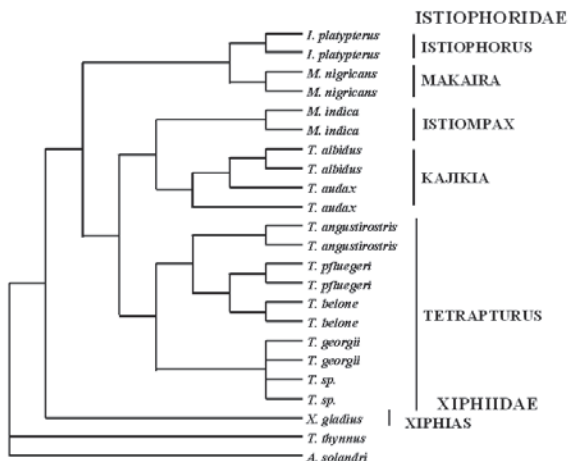 ISTIOPHORIDAE
I. platypterus
I. platypterus
ISTIOPHORUS
M. nigricans
M. nigricans
MAKAIRA
M. indica
M. indica
ISTIOMPAX
T. albidus
T. albidus
T. audax
T. audax
KAJIKIA
T. angustirostris
T. angustirostris
T. pfluegeri
T. pfluegeri
T. belone
T. belone
T. georgii
T. georgii
T. sp.
T. sp.
TETRAPTURUS
XIPHIIDAE
X. gladius
XIPHIAS
T. thynnus
A. solandri